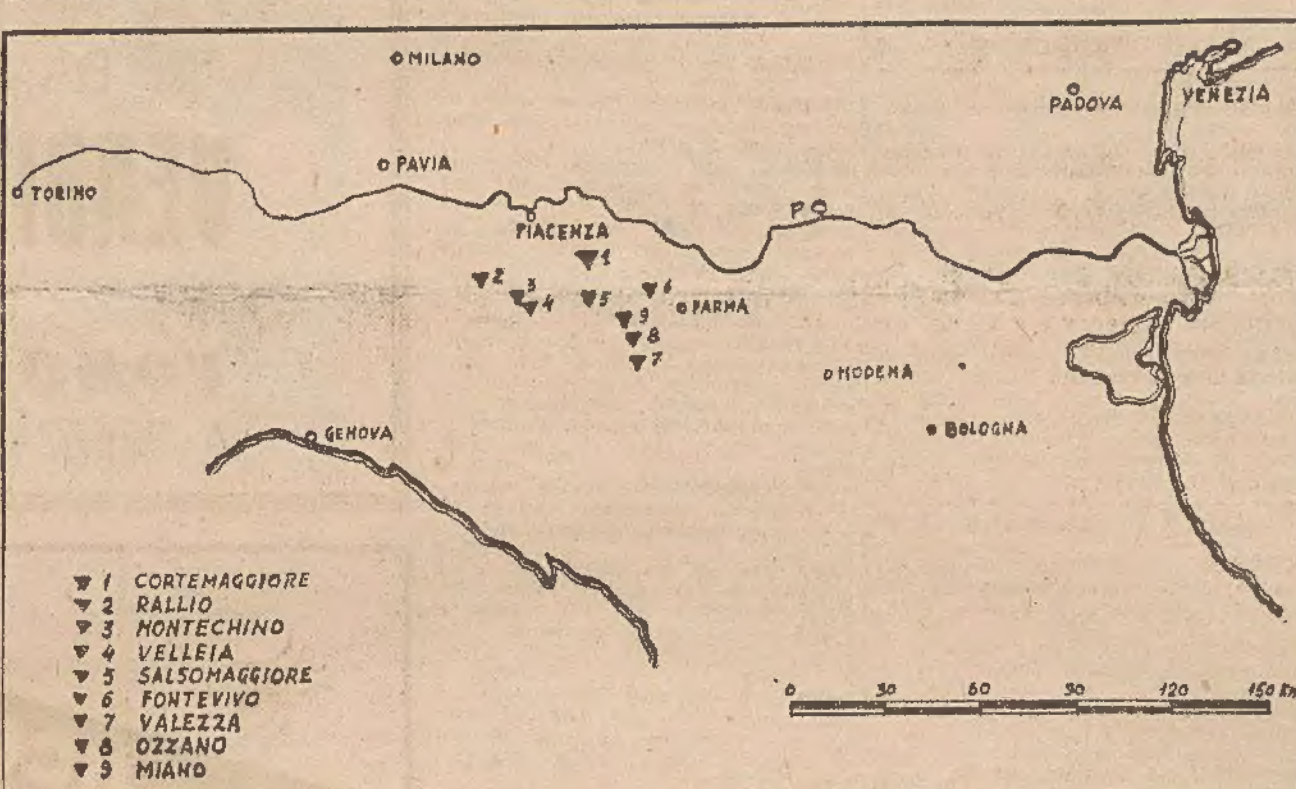 MILANO
PADOVA
VENEZIA
PAVIA
TORINO
PO
PIACENZA
1
2
3
4
5
6
PARMA
9
8
7
MODENA
BOLOGNA
GENOVA
1 CORTEMAGGIORE
2 RALLIO
3 MONTECHINO
4 VELLEIA
5 SALSOMAGGIORE
6 FONTEVIVO
7 VALEZZA
8 OZZANO
9 MIANO
0 30 60 90 120 150 Km